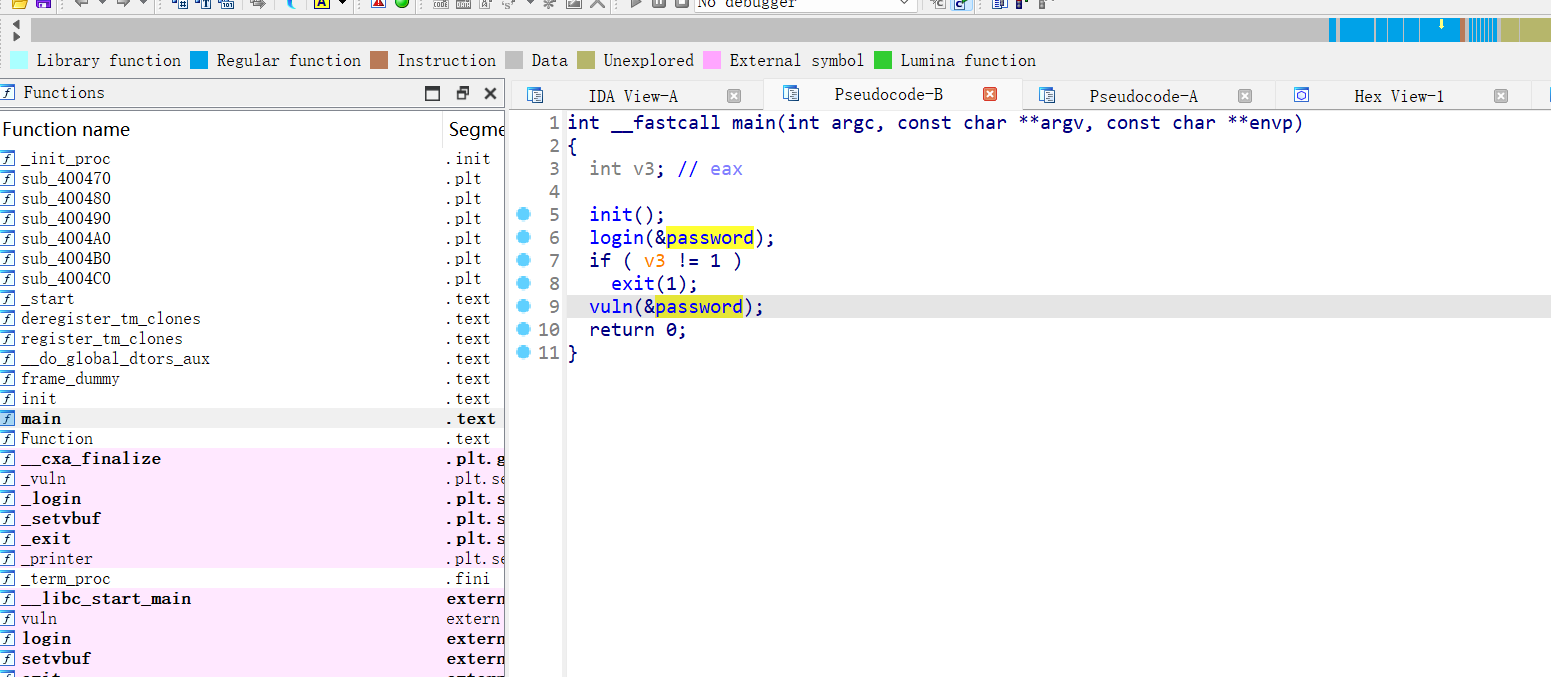 No debugger
Library function Regular function Instruction Data Unexplored External symbol Lumina function
Functions
IDA View-A Pseudocode-B Pseudocode-A Hex View-1
Function name Segme
_init_proc .init
sub_400470 .plt
sub_400480 .plt
sub_400490 .plt
sub_4004A0 .plt
sub_4004B0 .plt
sub_4004C0 .plt
_start .text
deregister_tm_clones .text
register_tm_clones .text
__do_global_dtors_aux .text
frame_dummy .text
init .text
main .text
Function .text
__cxa_finalize .plt.g
_vuln .plt.se
_login .plt.s
_setvbuf .plt.s
_exit .plt.s
_printer .plt.se
_term_proc .fini
__libc_start_main extern
vuln extern
login extern
setvbuf extern
1 int __fastcall main(int argc, const char **argv, const char **envp)
2 {
3 int v3; // eax
4
5 init();
6 login(&password);
7 if ( v3 != 1 )
8 exit(1);
9 vuln(&password);
10 return 0;
11 }